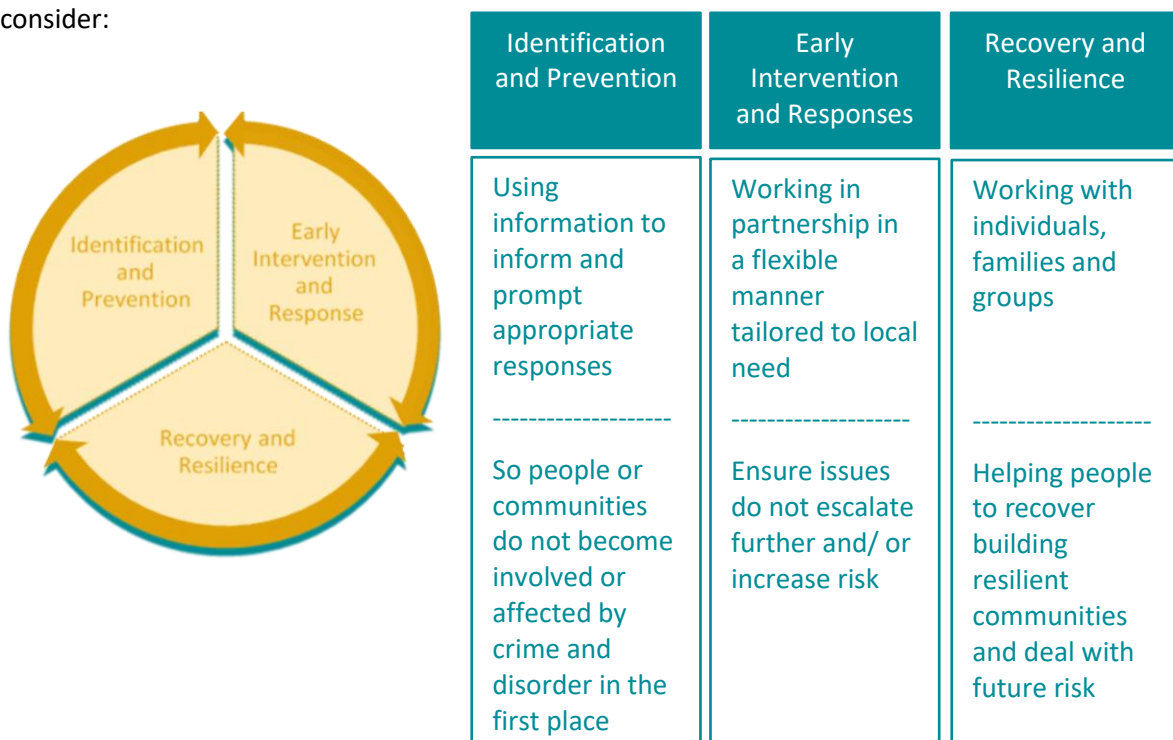 consider:
Identification
and
Prevention
Early
Intervention
and
Response
Recovery and
Resilience
Identification
and Prevention
Using
information to
inform and
prompt
appropriate
responses
--------------------
So people or
communities
do not become
involved or
affected by
crime and
disorder in the
first place
Early
Intervention
and Responses
Working in
partnership in
a flexible
manner
tailored to local
need
--------------------
Ensure issues
do not escalate
further and/ or
increase risk
Recovery and
Resilience
Working with
individuals,
families and
groups
--------------------
Helping people
to recover
building
resilient
communities
and deal with
future risk